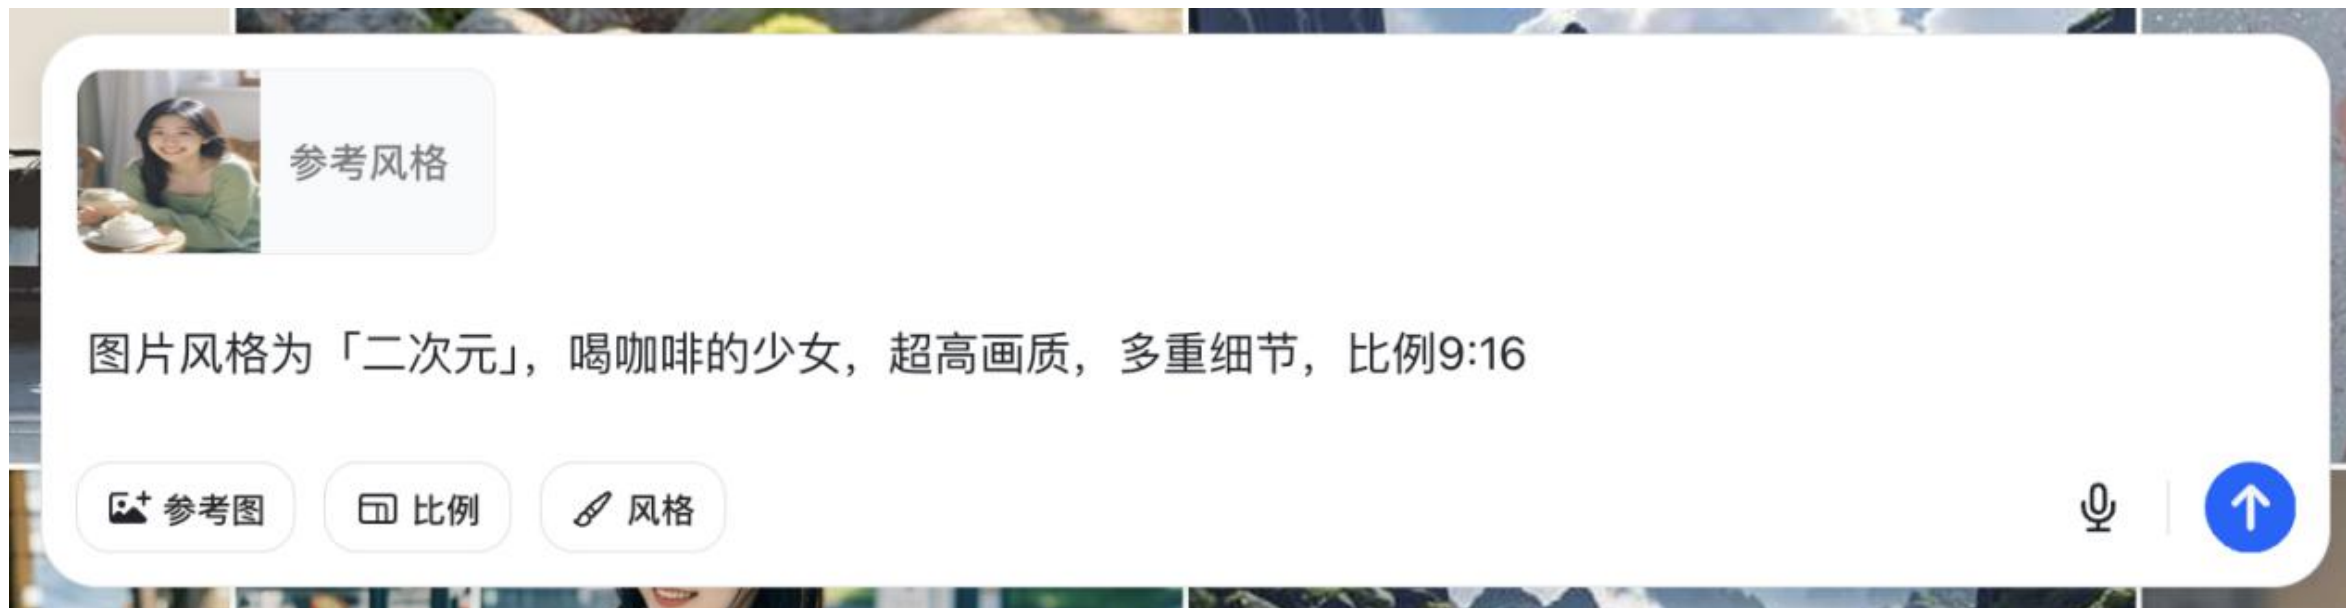 参考风格
图片风格为「二次元」，喝咖啡的少女，超高画质，多重细节，比例9:16
参考图
比例
风格